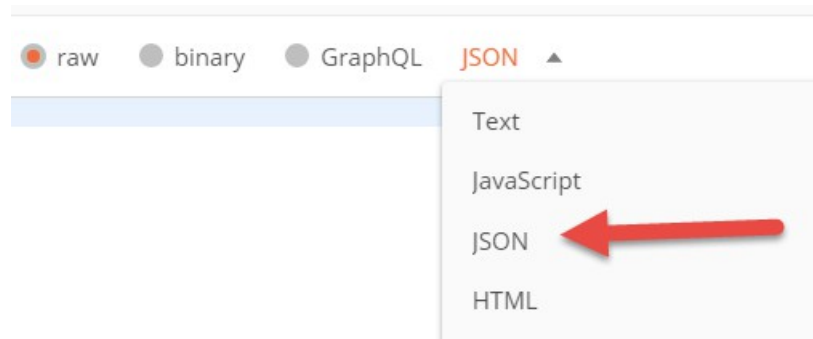 raw binary GraphQL JSON
Text
JavaScript
JSON
HTML